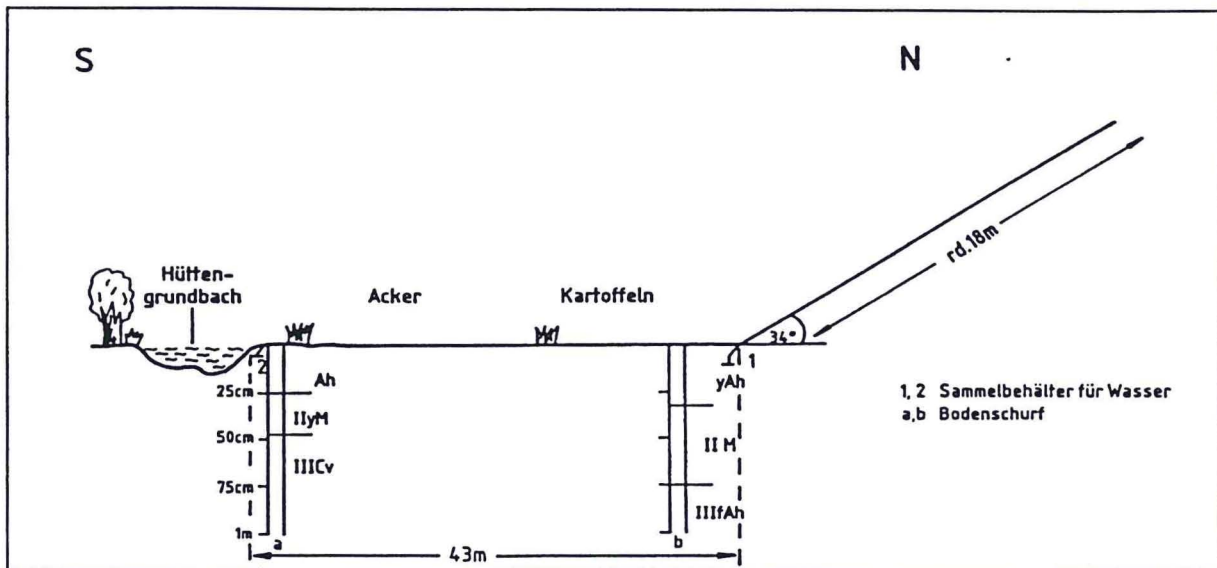 S
N
rd.18m
Hütten-
grundbach
Acker
Kartoffeln
34°
2
1
Ah
yAh
25cm
IIyM
50cm
II M
IIICv
75cm
IIIfAh
1m
a
b
43m
1, 2 Sammelbehälter für Wasser
a,b Bodenschurf